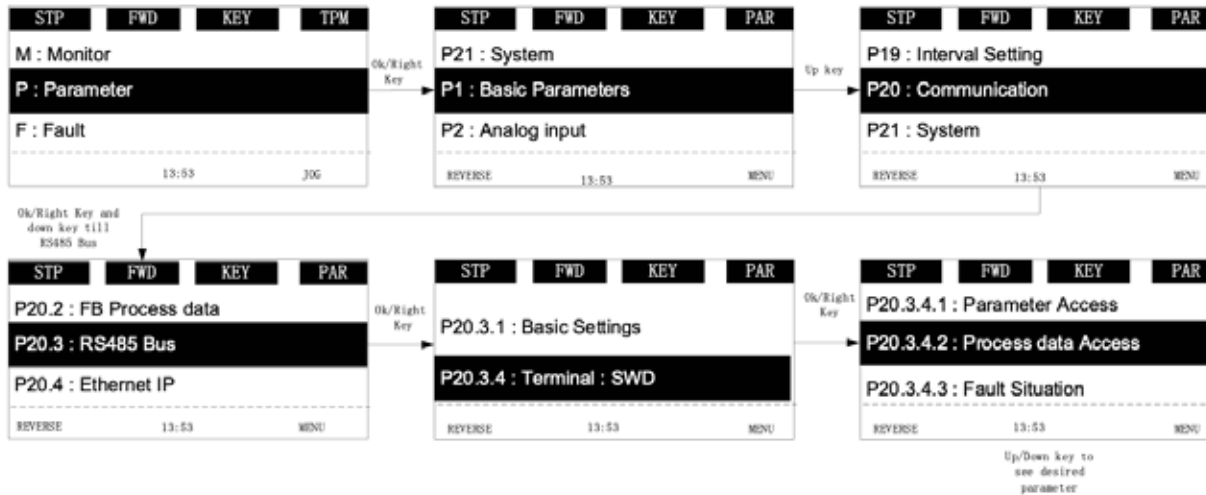 STP FWD KEY TPM
M : Monitor
P : Parameter
F : Fault
13:53 JOG
Ok/Right
Key
STP FWD KEY PAR
P21 : System
P1 : Basic Parameters
P2 : Analog input
REVERSE 13:53 MENU
Up key
STP FWD KEY PAR
P19 : Interval Setting
P20 : Communication
P21 : System
REVERSE 13:53 MENU
Ok/Right Key and
down key till
RS485 Bus
STP FWD KEY PAR
P20.2 : FB Process data
P20.3 : RS485 Bus
P20.4 : Ethernet IP
REVERSE 13:53 MENU
Ok/Right
Key
STP FWD KEY PAR
P20.3.1 : Basic Settings
P20.3.4 : Terminal : SWD
REVERSE 13:53 MENU
Ok/Right
Key
STP FWD KEY PAR
P20.3.4.1 : Parameter Access
P20.3.4.2 : Process data Access
P20.3.4.3 : Fault Situation
REVERSE 13:53 MENU
Up/Down key to
see desired
parameter